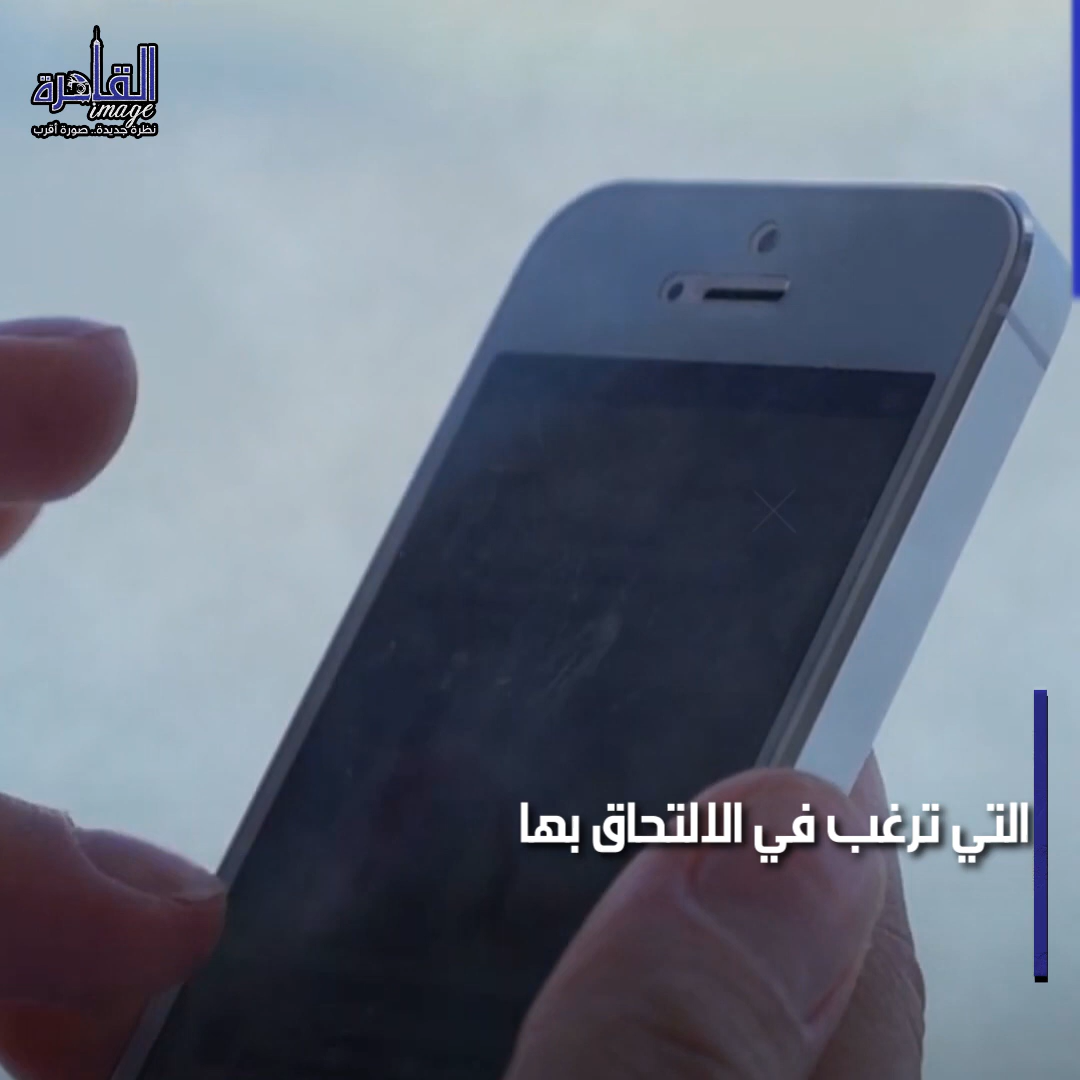 القاهرة
image
نظرة جديدة.. صورة أقرب
التي ترغب في الالتحاق بها